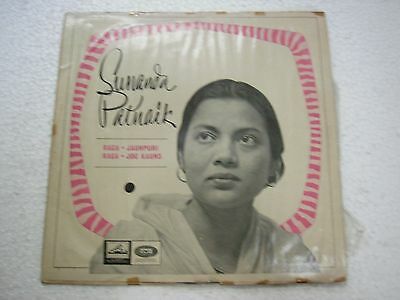 Sunanda
Patnaik
RAGA - JAUNPURI
RAGA - JOG KAUNS